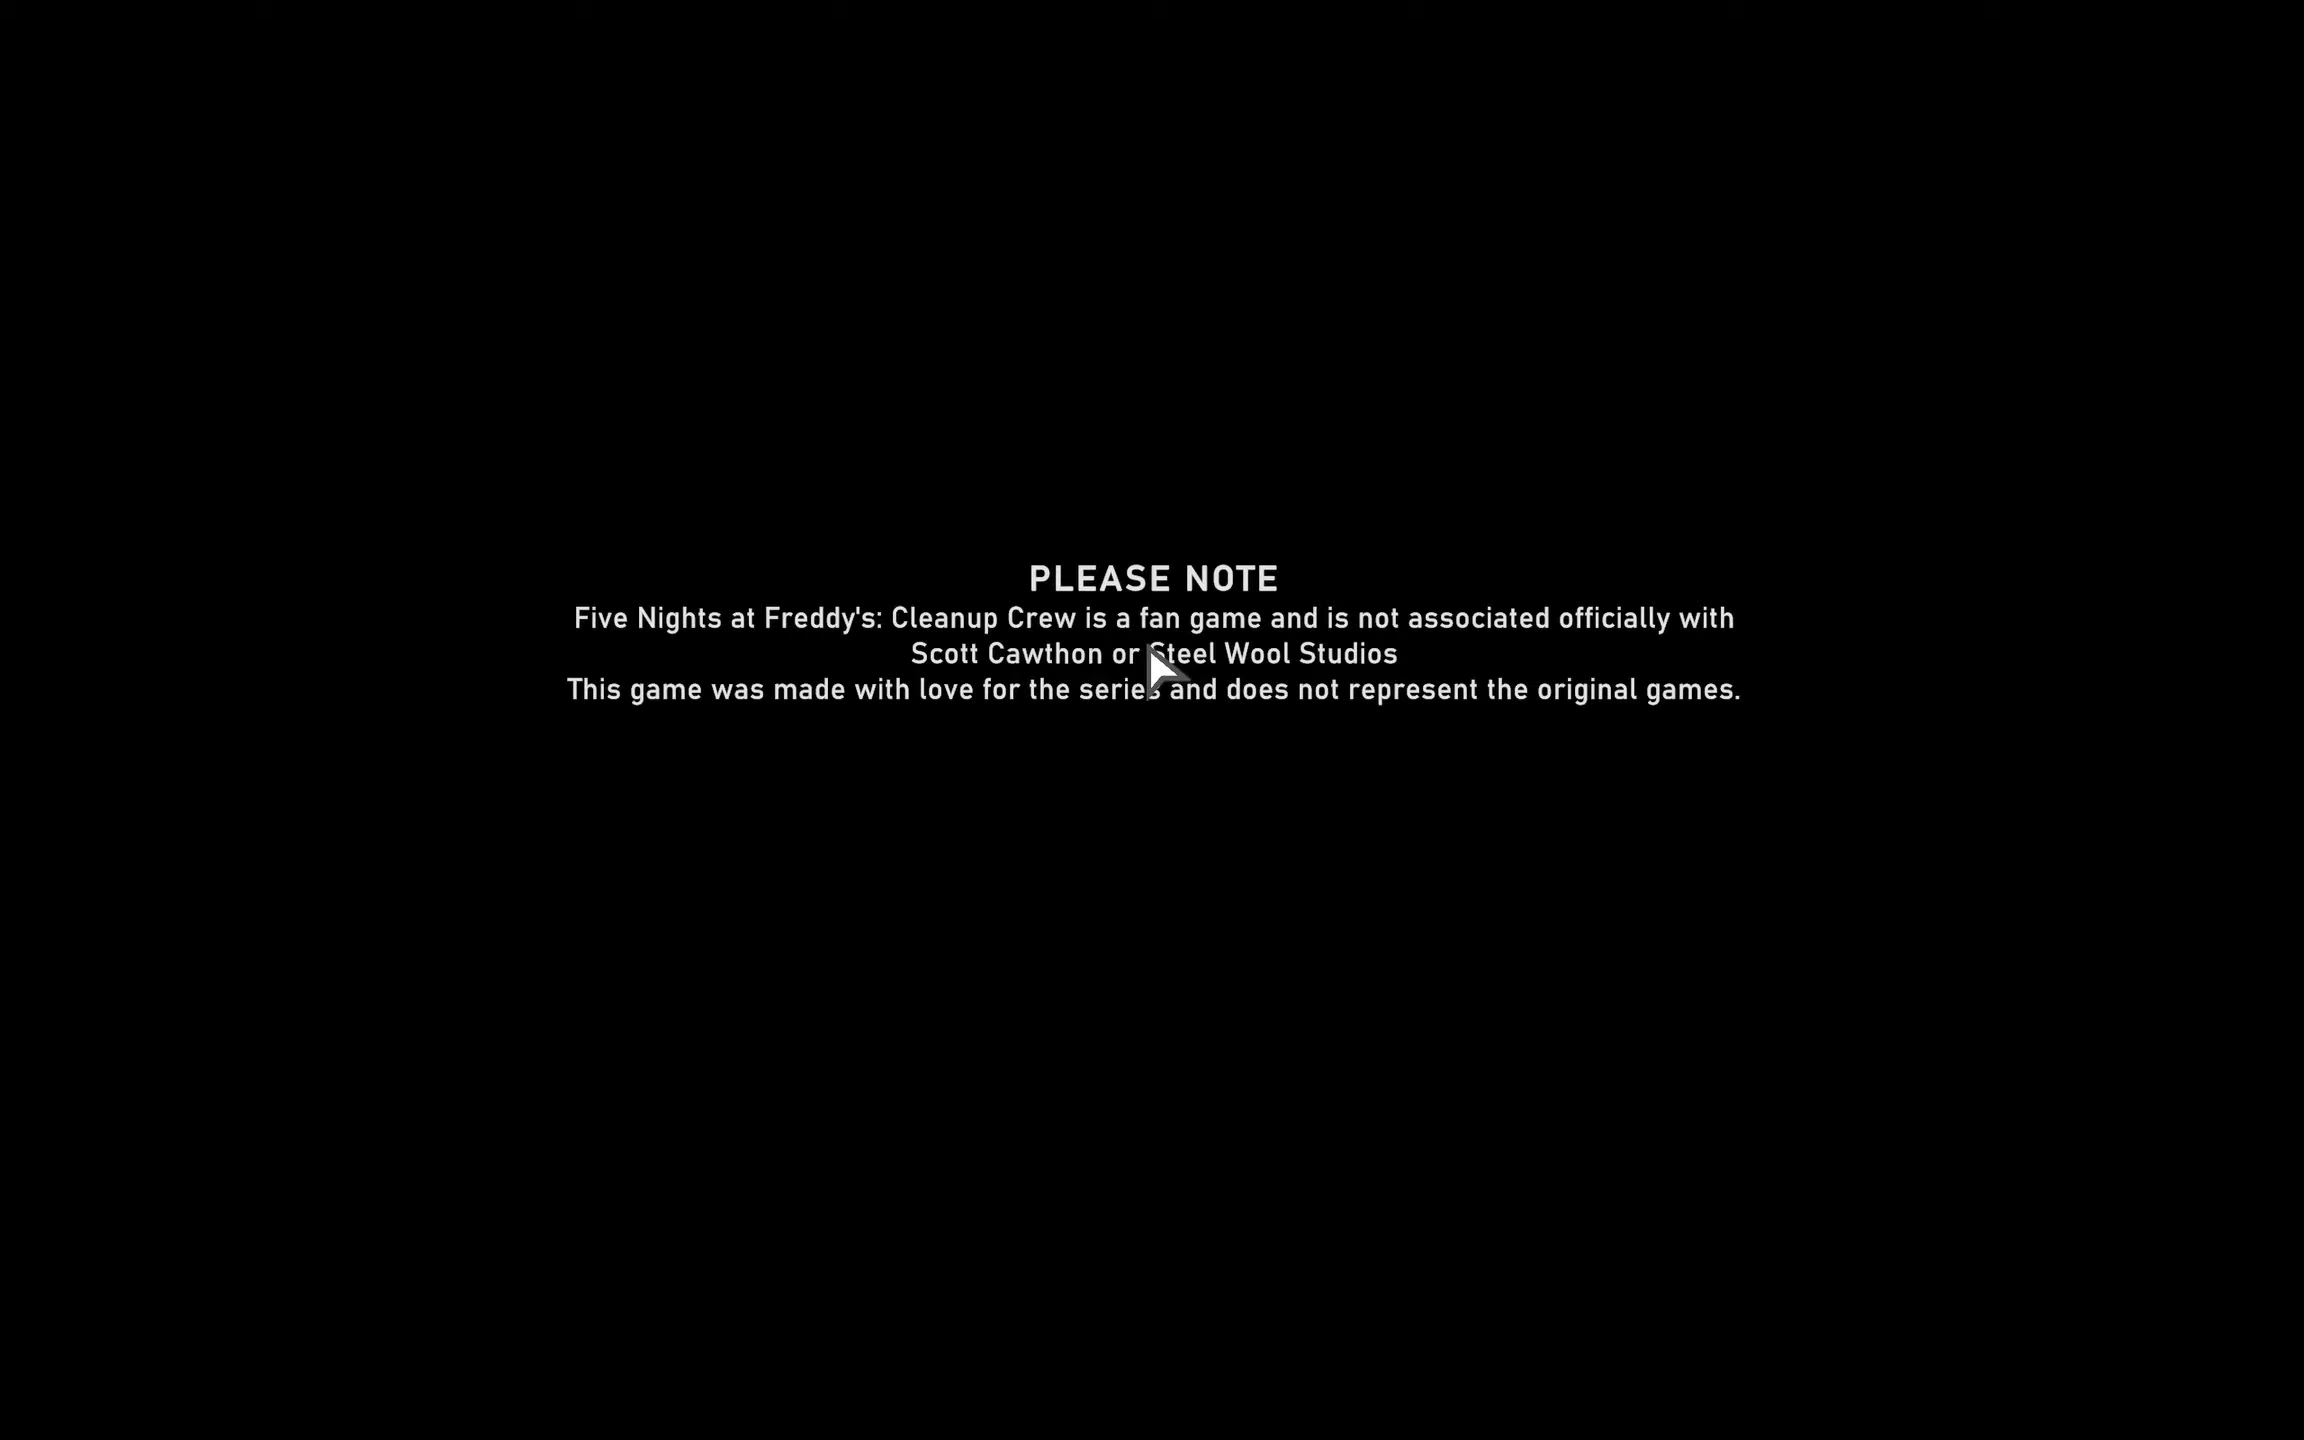 PLEASE NOTE
Five Nights at Freddy's: Cleanup Crew is a fan game and is not associated officially with
Scott Cawthon or Steel Wool Studios
This game was made with love for the series and does not represent the original games.